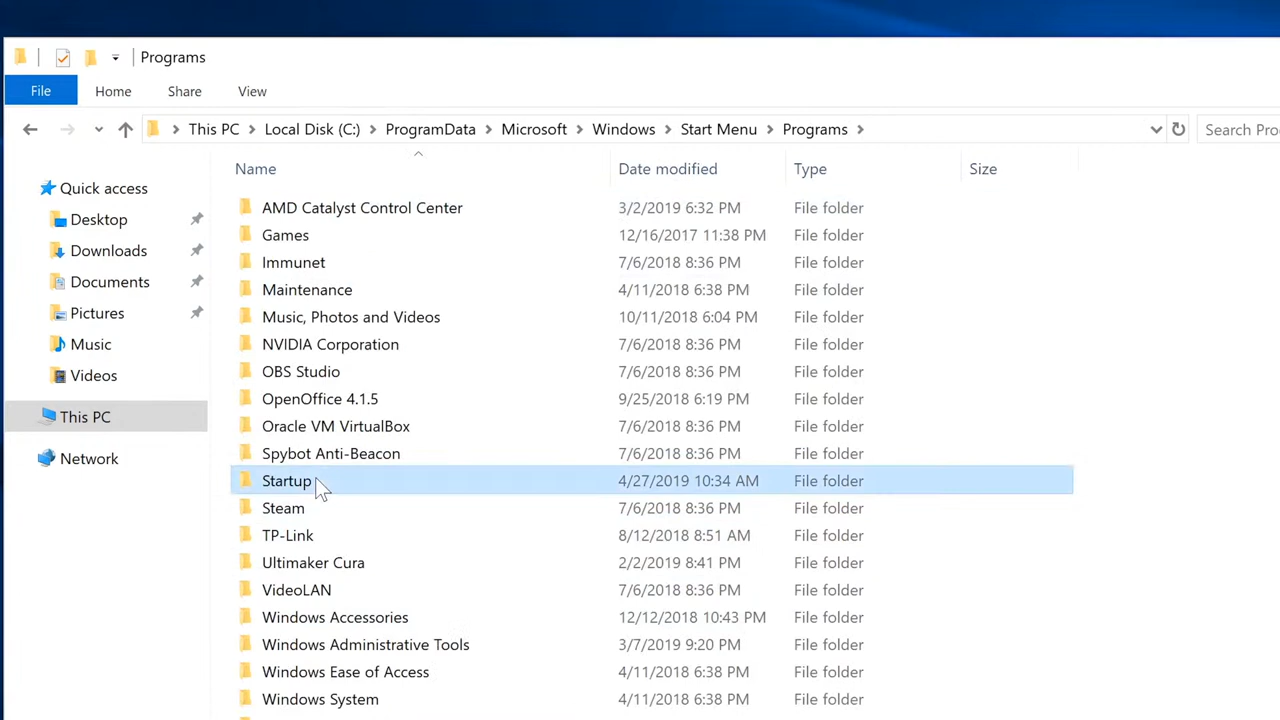 Programs
File Home Share View
This PC Local Disk (C:) ProgramData Microsoft Windows Start Menu Programs Search Pro
Name Date modified Type Size
Quick access
Desktop
Downloads
Documents
Pictures
Music
Videos
This PC
Network
AMD Catalyst Control Center 3/2/2019 6:32 PM File folder
Games 12/16/2017 11:38 PM File folder
Immunet 7/6/2018 8:36 PM File folder
Maintenance 4/11/2018 6:38 PM File folder
Music, Photos and Videos 10/11/2018 6:04 PM File folder
NVIDIA Corporation 7/6/2018 8:36 PM File folder
OBS Studio 7/6/2018 8:36 PM File folder
OpenOffice 4.1.5 9/25/2018 6:19 PM File folder
Oracle VM VirtualBox 7/6/2018 8:36 PM File folder
Spybot Anti-Beacon 7/6/2018 8:36 PM File folder
Startup 4/27/2019 10:34 AM File folder
Steam 7/6/2018 8:36 PM File folder
TP-Link 8/12/2018 8:51 AM File folder
Ultimaker Cura 2/2/2019 8:41 PM File folder
VideoLAN 7/6/2018 8:36 PM File folder
Windows Accessories 12/12/2018 10:43 PM File folder
Windows Administrative Tools 3/7/2019 9:20 PM File folder
Windows Ease of Access 4/11/2018 6:38 PM File folder
Windows System 4/11/2018 6:38 PM File folder